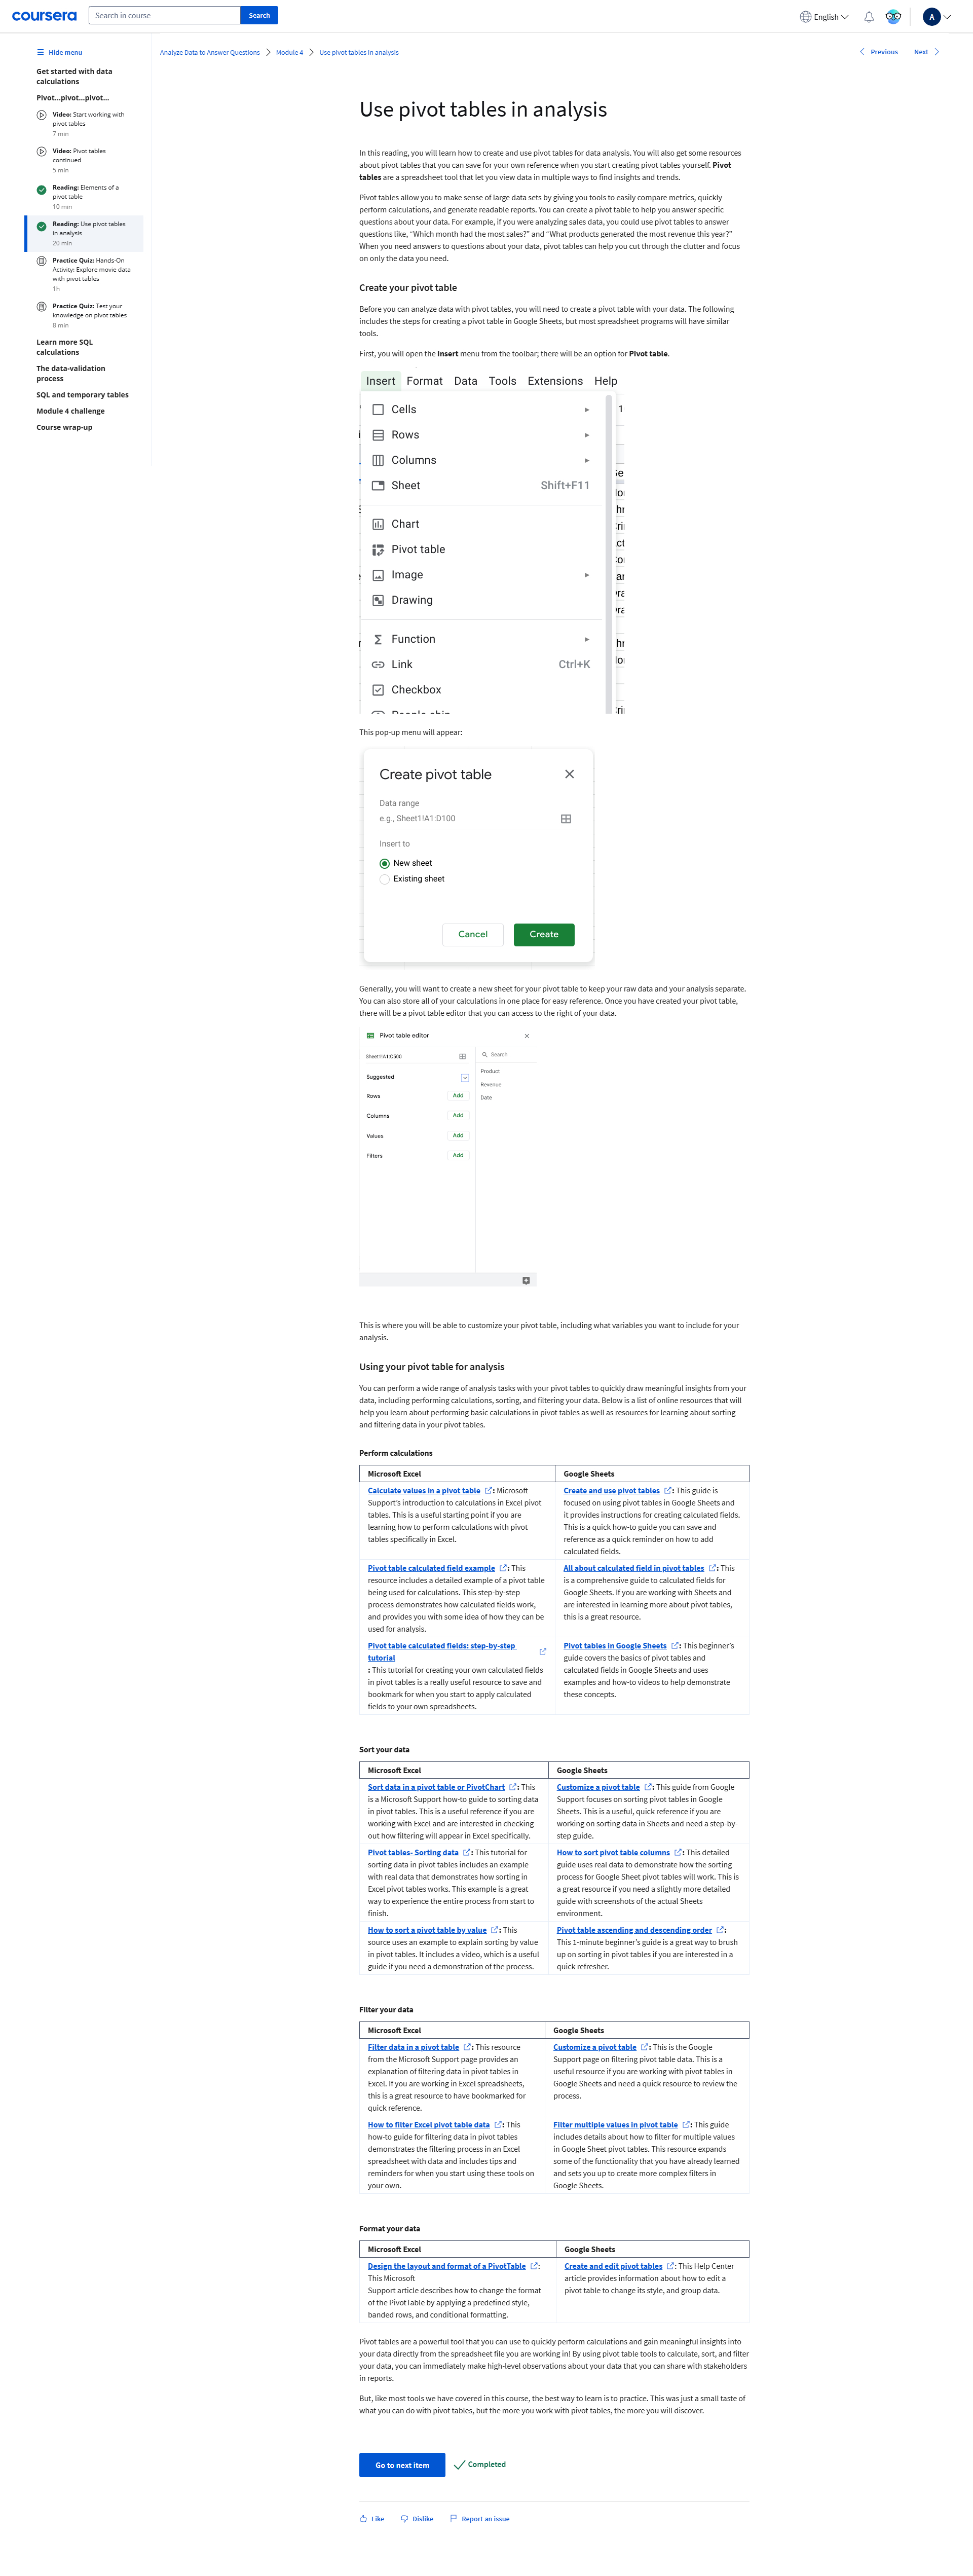 coursera
Search in course
Search
English
A
Hide menu
Get started with data
calculations
Pivot...pivot...pivot...
Video: Start working with
pivot tables
7 min
Video: Pivot tables
continued
5 min
Reading: Elements of a
pivot table
10 min
Reading: Use pivot tables
in analysis
20 min
Practice Quiz: Hands-On
Activity: Explore movie data
with pivot tables
1h
Practice Quiz: Test your
knowledge on pivot tables
8 min
Learn more SQL
calculations
The data-validation
process
SQL and temporary tables
Module 4 challenge
Course wrap-up
Analyze Data to Answer Questions
Module 4
Use pivot tables in analysis
Previous
Next
Use pivot tables in analysis
In this reading, you will learn how to create and use pivot tables for data analysis. You will also get some resources
about pivot tables that you can save for your own reference when you start creating pivot tables yourself. Pivot
tables are a spreadsheet tool that let you view data in multiple ways to find insights and trends.
Pivot tables allow you to make sense of large data sets by giving you tools to easily compare metrics, quickly
perform calculations, and generate readable reports. You can create a pivot table to help you answer specific
questions about your data. For example, if you were analyzing sales data, you could use pivot tables to answer
questions like, “Which month had the most sales?” and “What products generated the most revenue this year?”
When you need answers to questions about your data, pivot tables can help you cut through the clutter and focus
on only the data you need.
Create your pivot table
Before you can analyze data with pivot tables, you will need to create a pivot table with your data. The following
includes the steps for creating a pivot table in Google Sheets, but most spreadsheet programs will have similar
tools.
First, you will open the Insert menu from the toolbar; there will be an option for Pivot table.
Insert Format Data Tools Extensions Help
Cells
Rows
Columns
Sheet Shift+F11
Chart
Pivot table
Image
Drawing
Function
Link Ctrl+K
Checkbox
This pop-up menu will appear:
Create pivot table
Data range
e.g., Sheet1!A1:D100
Insert to
New sheet
Existing sheet
Cancel
Create
Generally, you will want to create a new sheet for your pivot table to keep your raw data and your analysis separate.
You can also store all of your calculations in one place for easy reference. Once you have created your pivot table,
there will be a pivot table editor that you can access to the right of your data.
Pivot table editor
Sheet1!A1:C500
Suggested
Rows Add
Columns Add
Values Add
Filters Add
Search
Product
Revenue
Date
This is where you will be able to customize your pivot table, including what variables you want to include for your
analysis.
Using your pivot table for analysis
You can perform a wide range of analysis tasks with your pivot tables to quickly draw meaningful insights from your
data, including performing calculations, sorting, and filtering your data. Below is a list of online resources that will
help you learn about performing basic calculations in pivot tables as well as resources for learning about sorting
and filtering data in your pivot tables.
Perform calculations
Microsoft Excel
Google Sheets
Calculate values in a pivot table : Microsoft
Support’s introduction to calculations in Excel pivot
tables. This is a useful starting point if you are
learning how to perform calculations with pivot
tables specifically in Excel.
Create and use pivot tables : This guide is
focused on using pivot tables in Google Sheets and
it provides instructions for creating calculated fields.
This is a quick how-to guide you can save and
reference as a quick reminder on how to add
calculated fields.
Pivot table calculated field example : This
resource includes a detailed example of a pivot table
being used for calculations. This step-by-step
process demonstrates how calculated fields work,
and provides you with some idea of how they can be
used for analysis.
All about calculated field in pivot tables : This
is a comprehensive guide to calculated fields for
Google Sheets. If you are working with Sheets and
are interested in learning more about pivot tables,
this is a great resource.
Pivot table calculated fields: step-by-step
tutorial
: This tutorial for creating your own calculated fields
in pivot tables is a really useful resource to save and
bookmark for when you start to apply calculated
fields to your own spreadsheets.
Pivot tables in Google Sheets : This beginner’s
guide covers the basics of pivot tables and
calculated fields in Google Sheets and uses
examples and how-to videos to help demonstrate
these concepts.
Sort your data
Microsoft Excel
Google Sheets
Sort data in a pivot table or PivotChart : This
is a Microsoft Support how-to guide to sorting data
in pivot tables. This is a useful reference if you are
working with Excel and are interested in checking
out how filtering will appear in Excel specifically.
Customize a pivot table : This guide from Google
Support focuses on sorting pivot tables in Google
Sheets. This is a useful, quick reference if you are
working on sorting data in Sheets and need a step-by-
step guide.
Pivot tables- Sorting data : This tutorial for
sorting data in pivot tables includes an example
with real data that demonstrates how sorting in
Excel pivot tables works. This example is a great
way to experience the entire process from start to
finish.
How to sort pivot table columns : This detailed
guide uses real data to demonstrate how the sorting
process for Google Sheet pivot tables will work. This is
a great resource if you need a slightly more detailed
guide with screenshots of the actual Sheets
environment.
How to sort a pivot table by value : This
source uses an example to explain sorting by value
in pivot tables. It includes a video, which is a useful
guide if you need a demonstration of the process.
Pivot table ascending and descending order :
This 1-minute beginner’s guide is a great way to brush
up on sorting in pivot tables if you are interested in a
quick refresher.
Filter your data
Microsoft Excel
Google Sheets
Filter data in a pivot table : This resource
from the Microsoft Support page provides an
explanation of filtering data in pivot tables in
Excel. If you are working in Excel spreadsheets,
this is a great resource to have bookmarked for
quick reference.
Customize a pivot table : This is the Google
Support page on filtering pivot table data. This is a
useful resource if you are working with pivot tables in
Google Sheets and need a quick resource to review the
process.
How to filter Excel pivot table data : This
how-to guide for filtering data in pivot tables
demonstrates the filtering process in an Excel
spreadsheet with data and includes tips and
reminders for when you start using these tools on
your own.
Filter multiple values in pivot table : This guide
includes details about how to filter for multiple values
in Google Sheet pivot tables. This resource expands
some of the functionality that you have already learned
and sets you up to create more complex filters in
Google Sheets.
Format your data
Microsoft Excel
Google Sheets
Design the layout and format of a PivotTable :
This Microsoft
Support article describes how to change the format
of the PivotTable by applying a predefined style,
banded rows, and conditional formatting.
Create and edit pivot tables : This Help Center
article provides information about how to edit a
pivot table to change its style, and group data.
Pivot tables are a powerful tool that you can use to quickly perform calculations and gain meaningful insights into
your data directly from the spreadsheet file you are working in! By using pivot table tools to calculate, sort, and filter
your data, you can immediately make high-level observations about your data that you can share with stakeholders
in reports.
But, like most tools we have covered in this course, the best way to learn is to practice. This was just a small taste of
what you can do with pivot tables, but the more you work with pivot tables, the more you will discover.
Go to next item
Completed
Like
Dislike
Report an issue